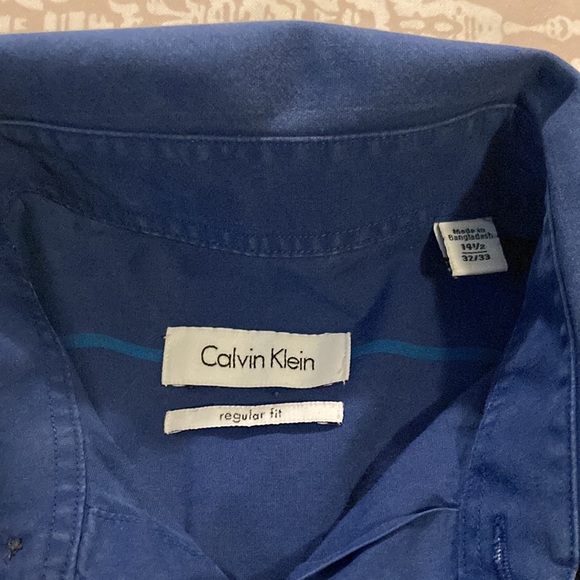 Made in
Bangladesh
14½
32/33
Calvin Klein
regular fit